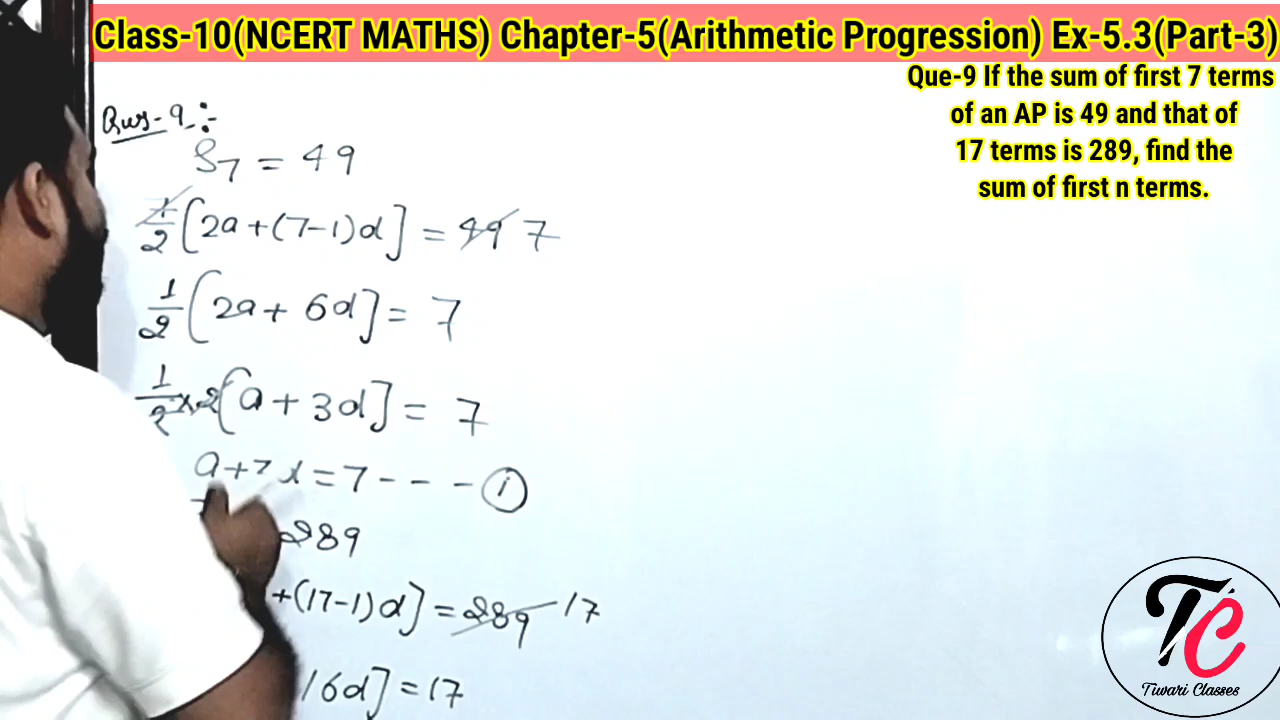 Class-10(NCERT MATHS) Chapter-5(Arithmetic Progression) Ex-5.3(Part-3)
Que-9 If the sum of first 7 terms
of an AP is 49 and that of
17 terms is 289, find the
sum of first n terms.
Que-9:-
S₇ = 49
7/2 [2a+(7-1)d] = 49 7
1/2 [2a+ 6d] = 7
1/2 ×2 [a + 3d] = 7
a+3d = 7 - - - (i)
289
+(17-1)d] = 289 17
16d] = 17
TC
Tiwari Classes